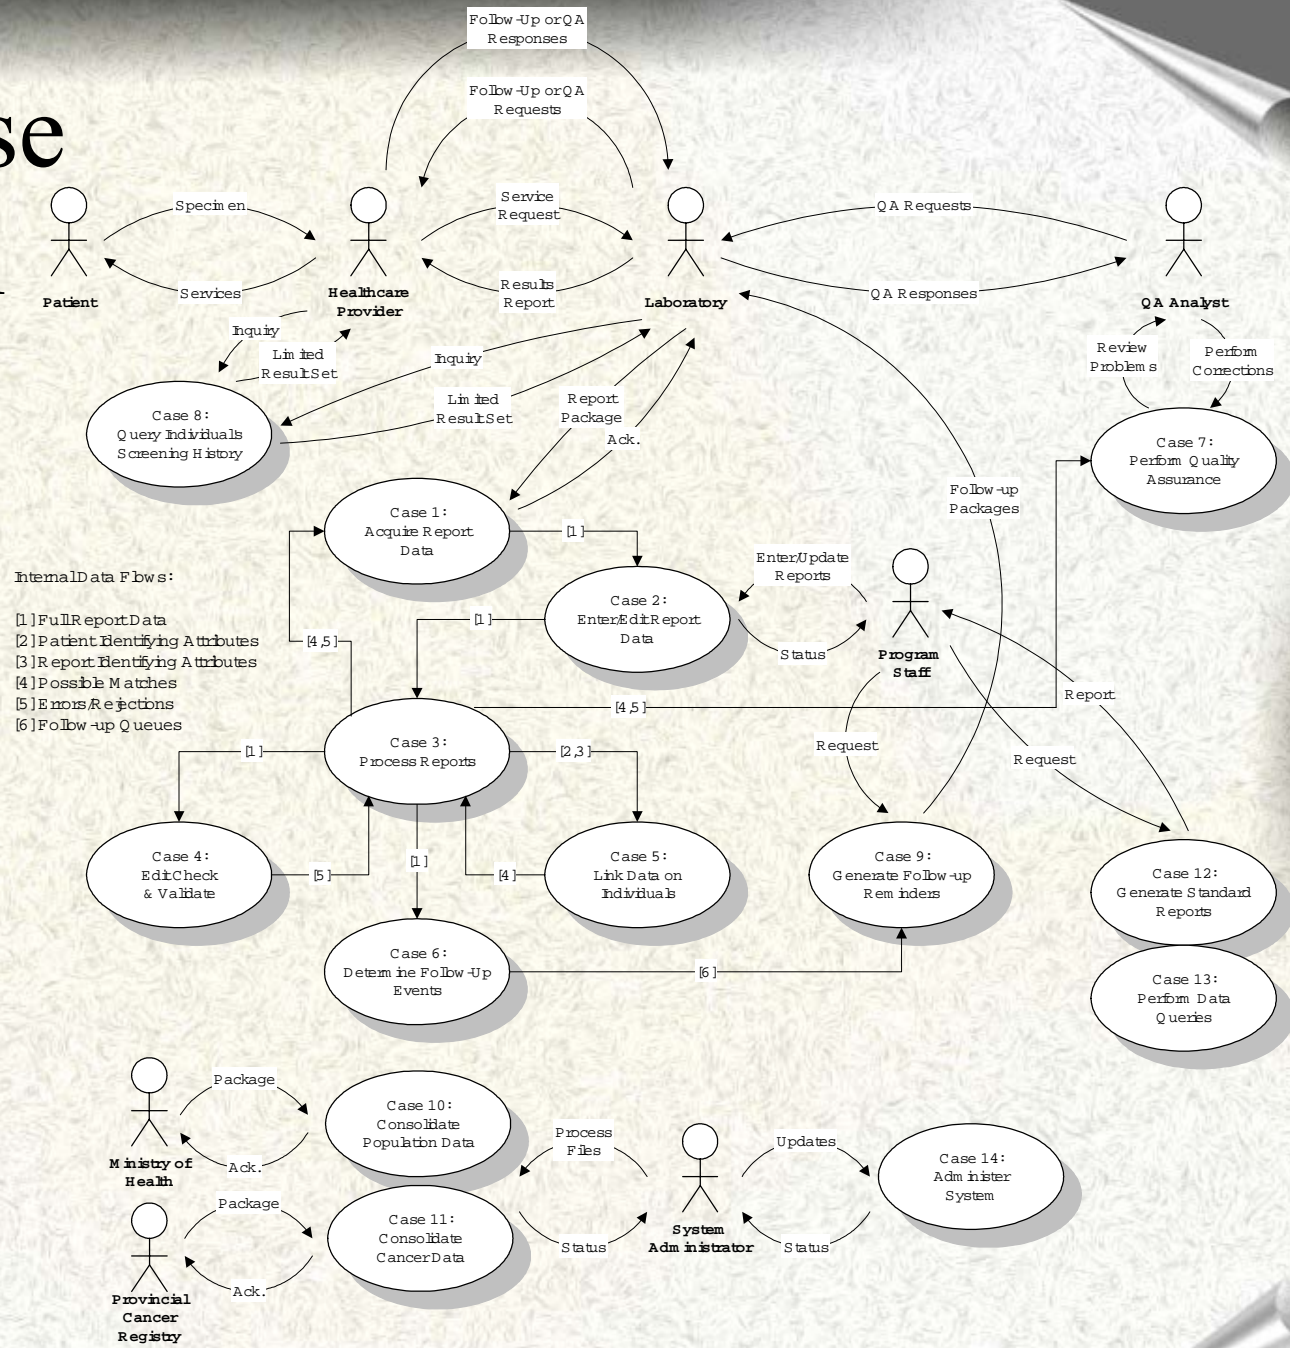 Follow-Up or QA
Responses
Follow-Up or QA
Requests
se
Specimen
Service
Request
QA Requests
Services
Results
Report
QA Responses
Patient
Healthcare
Provider
Laboratory
QA Analyst
Inquiry
Limited
Result Set
Inquiry
Limited
Result Set
Report
Package
Ack.
Review
Problems
Perform
Corrections
Case 8:
Query Individual's
Screening History
Case 7:
Perform Quality
Assurance
Case 1:
Acquire Report
Data
[1]
Follow-up
Packages
Enter/Update
Reports
Internal Data Flows:
[1] Full Report Data
[2] Patient Identifying Attributes
[3] Report Identifying Attributes
[4] Possible Matches
[5] Errors/Rejections
[6] Follow-up Queues
Case 2:
Enter/Edit Report
Data
[1]
[4,5]
Status
Program
Staff
[4,5]
Report
Request
Request
Case 3:
Process Reports
[1]
[2,3]
Case 4:
Edit Check
& Validate
[5]
[1]
[4]
Case 5:
Link Data on
Individuals
Case 9:
Generate Follow-up
Reminders
Case 12:
Generate Standard
Reports
Case 6:
Determine Follow-Up
Events
[6]
Case 13:
Perform Data
Queries
Package
Case 10:
Consolidate
Population Data
Ministry of
Health
Ack.
Process
Files
Updates
Case 14:
Administer
System
Package
Case 11:
Consolidate
Cancer Data
Status
System
Administrator
Status
Ack.
Provincial
Cancer
Registry